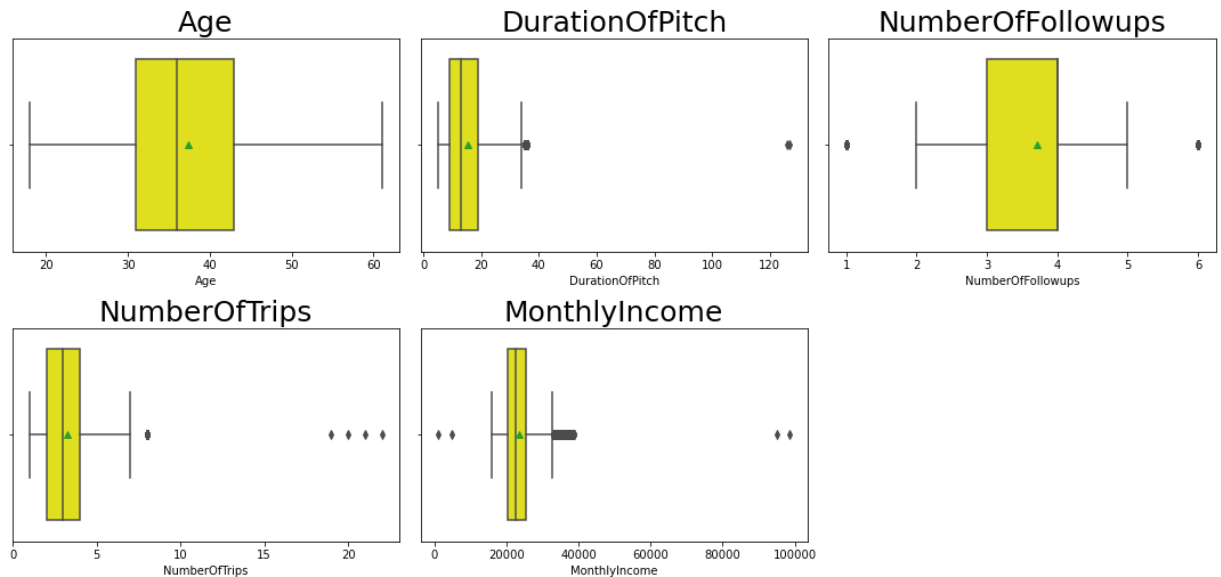 Age
DurationOfPitch
NumberOfFollowups
20 30 40 50 60
0 20 40 60 80 100 120
1 2 3 4 5 6
Age
DurationOfPitch
NumberOfFollowups
NumberOfTrips
MonthlyIncome
0 5 10 15 20
0 20000 40000 60000 80000 100000
NumberOfTrips
MonthlyIncome